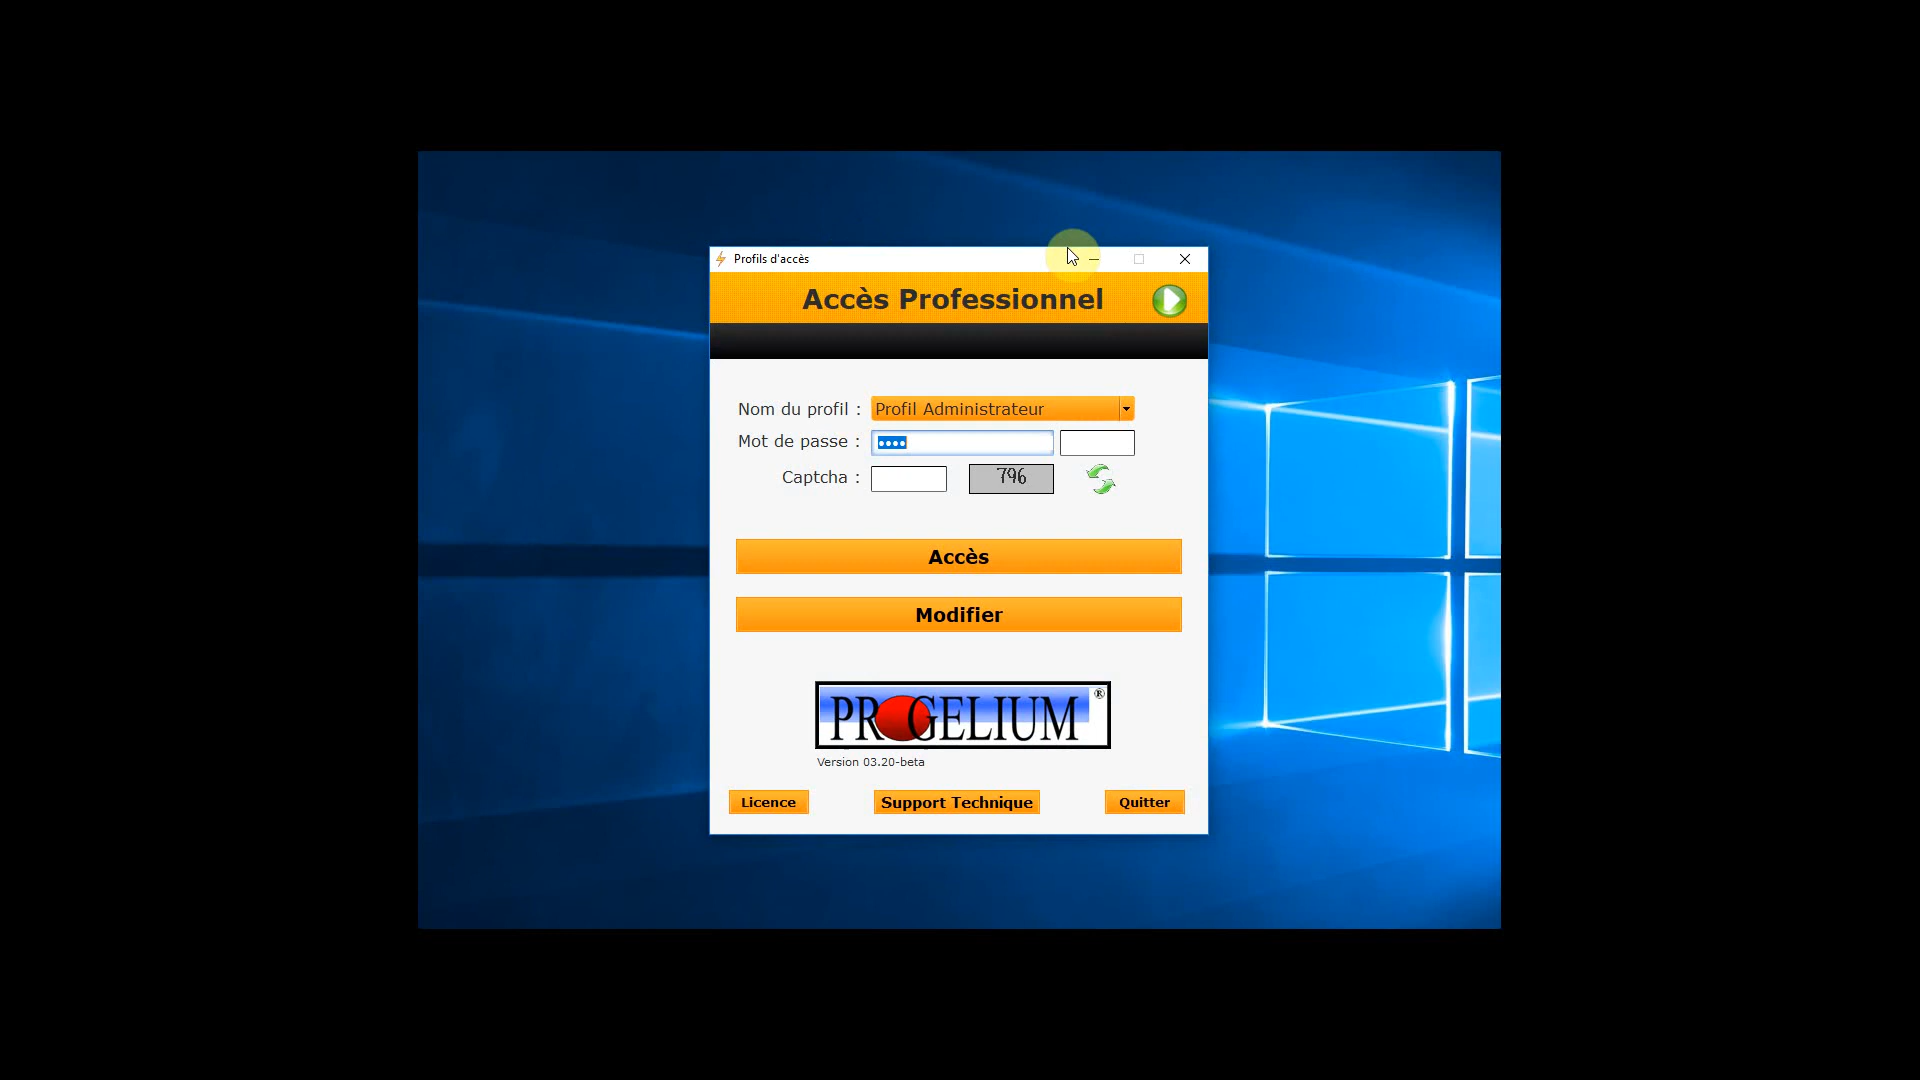 Profils d'accès
Accès Professionnel
Nom du profil : Profil Administrateur
Mot de passe : ••••
Captcha : 796
Accès
Modifier
PROGELIUM ®
Version 03.20-beta
Licence Support Technique Quitter